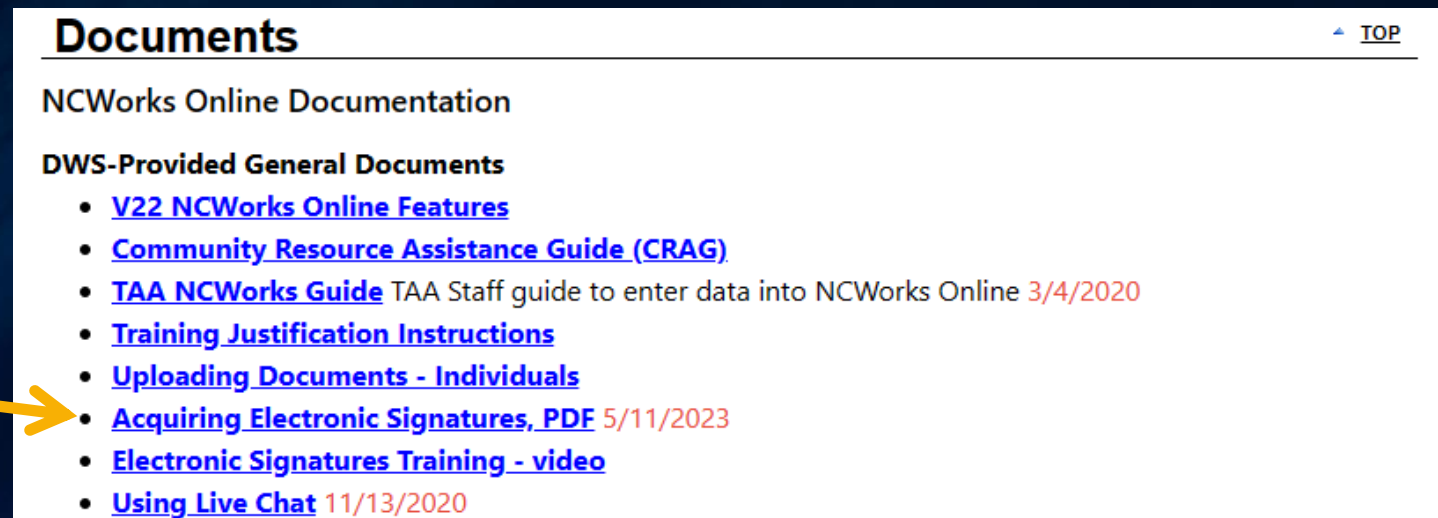 Documents
TOP
NCWorks Online Documentation
DWS-Provided General Documents
V22 NCWorks Online Features
Community Resource Assistance Guide (CRAG)
TAA NCWorks Guide TAA Staff guide to enter data into NCWorks Online 3/4/2020
Training Justification Instructions
Uploading Documents - Individuals
Acquiring Electronic Signatures, PDF 5/11/2023
Electronic Signatures Training - video
Using Live Chat 11/13/2020